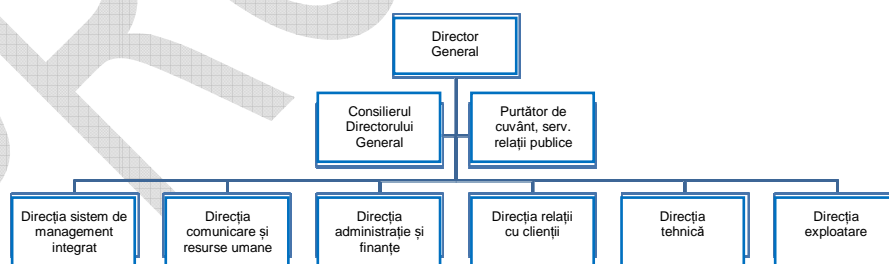 Director
General
Consilierul
Directorului
General
Purtător de
cuvânt, serv.
relații publice
Direcția sistem de
management
integrat
Direcția
comunicare și
resurse umane
Direcția
administrație și
finanțe
Direcția relații
cu clienții
Direcția
tehnică
Direcția
exploatare